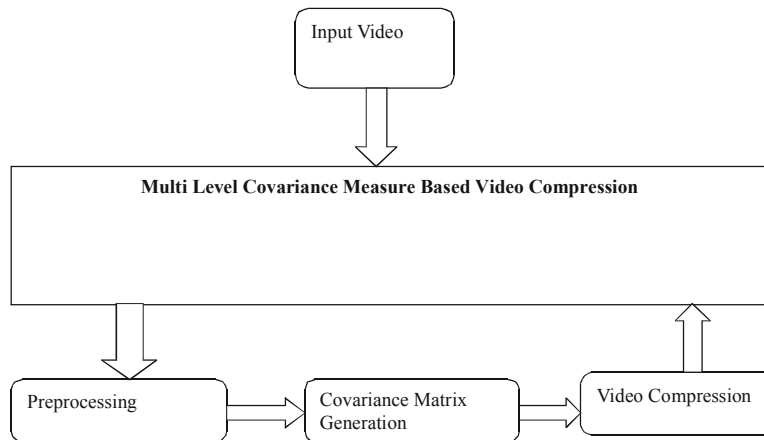 Input Video
Multi Level Covariance Measure Based Video Compression
Preprocessing
Covariance Matrix
Generation
Video Compression